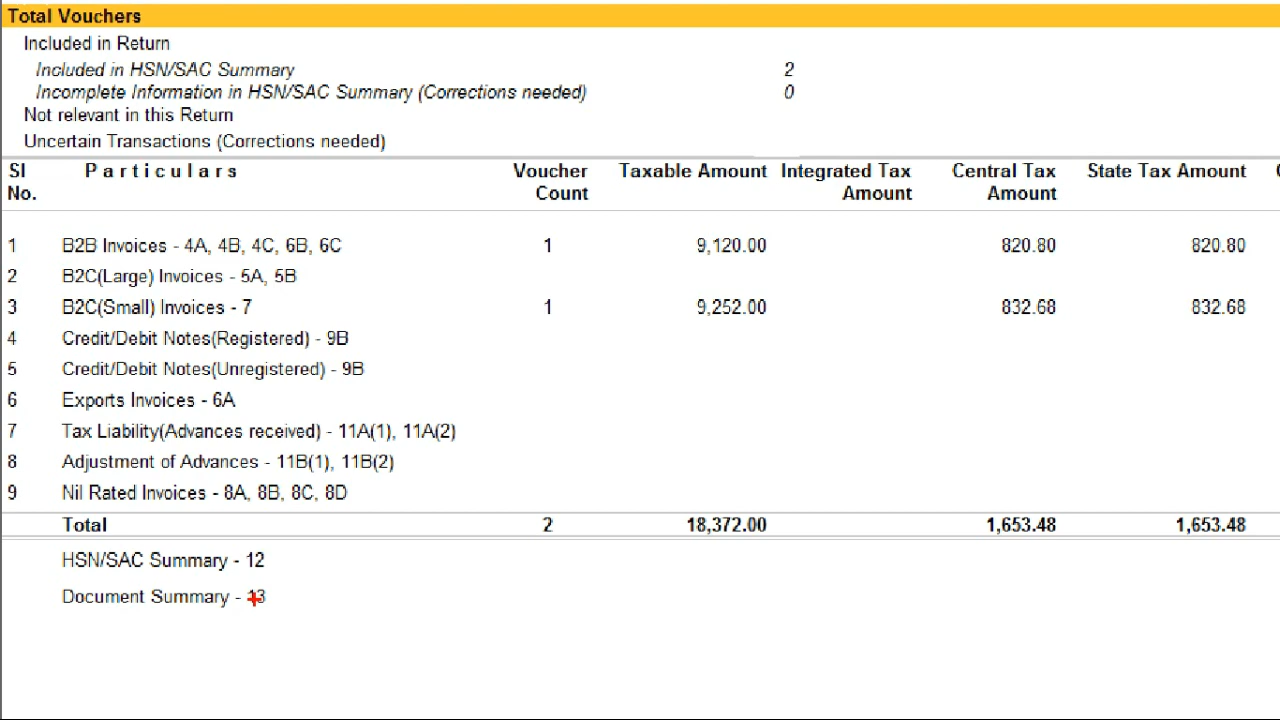 Total Vouchers
Included in Return
Included in HSN/SAC Summary 2
Incomplete Information in HSN/SAC Summary (Corrections needed) 0
Not relevant in this Return
Uncertain Transactions (Corrections needed)
Sl Particulars Voucher Taxable Amount Integrated Tax Central Tax State Tax Amount
No. Count Amount Amount
1 B2B Invoices - 4A, 4B, 4C, 6B, 6C 1 9,120.00 820.80 820.80
2 B2C(Large) Invoices - 5A, 5B
3 B2C(Small) Invoices - 7 1 9,252.00 832.68 832.68
4 Credit/Debit Notes(Registered) - 9B
5 Credit/Debit Notes(Unregistered) - 9B
6 Exports Invoices - 6A
7 Tax Liability(Advances received) - 11A(1), 11A(2)
8 Adjustment of Advances - 11B(1), 11B(2)
9 Nil Rated Invoices - 8A, 8B, 8C, 8D
Total 2 18,372.00 1,653.48 1,653.48
HSN/SAC Summary - 12
Document Summary - 13